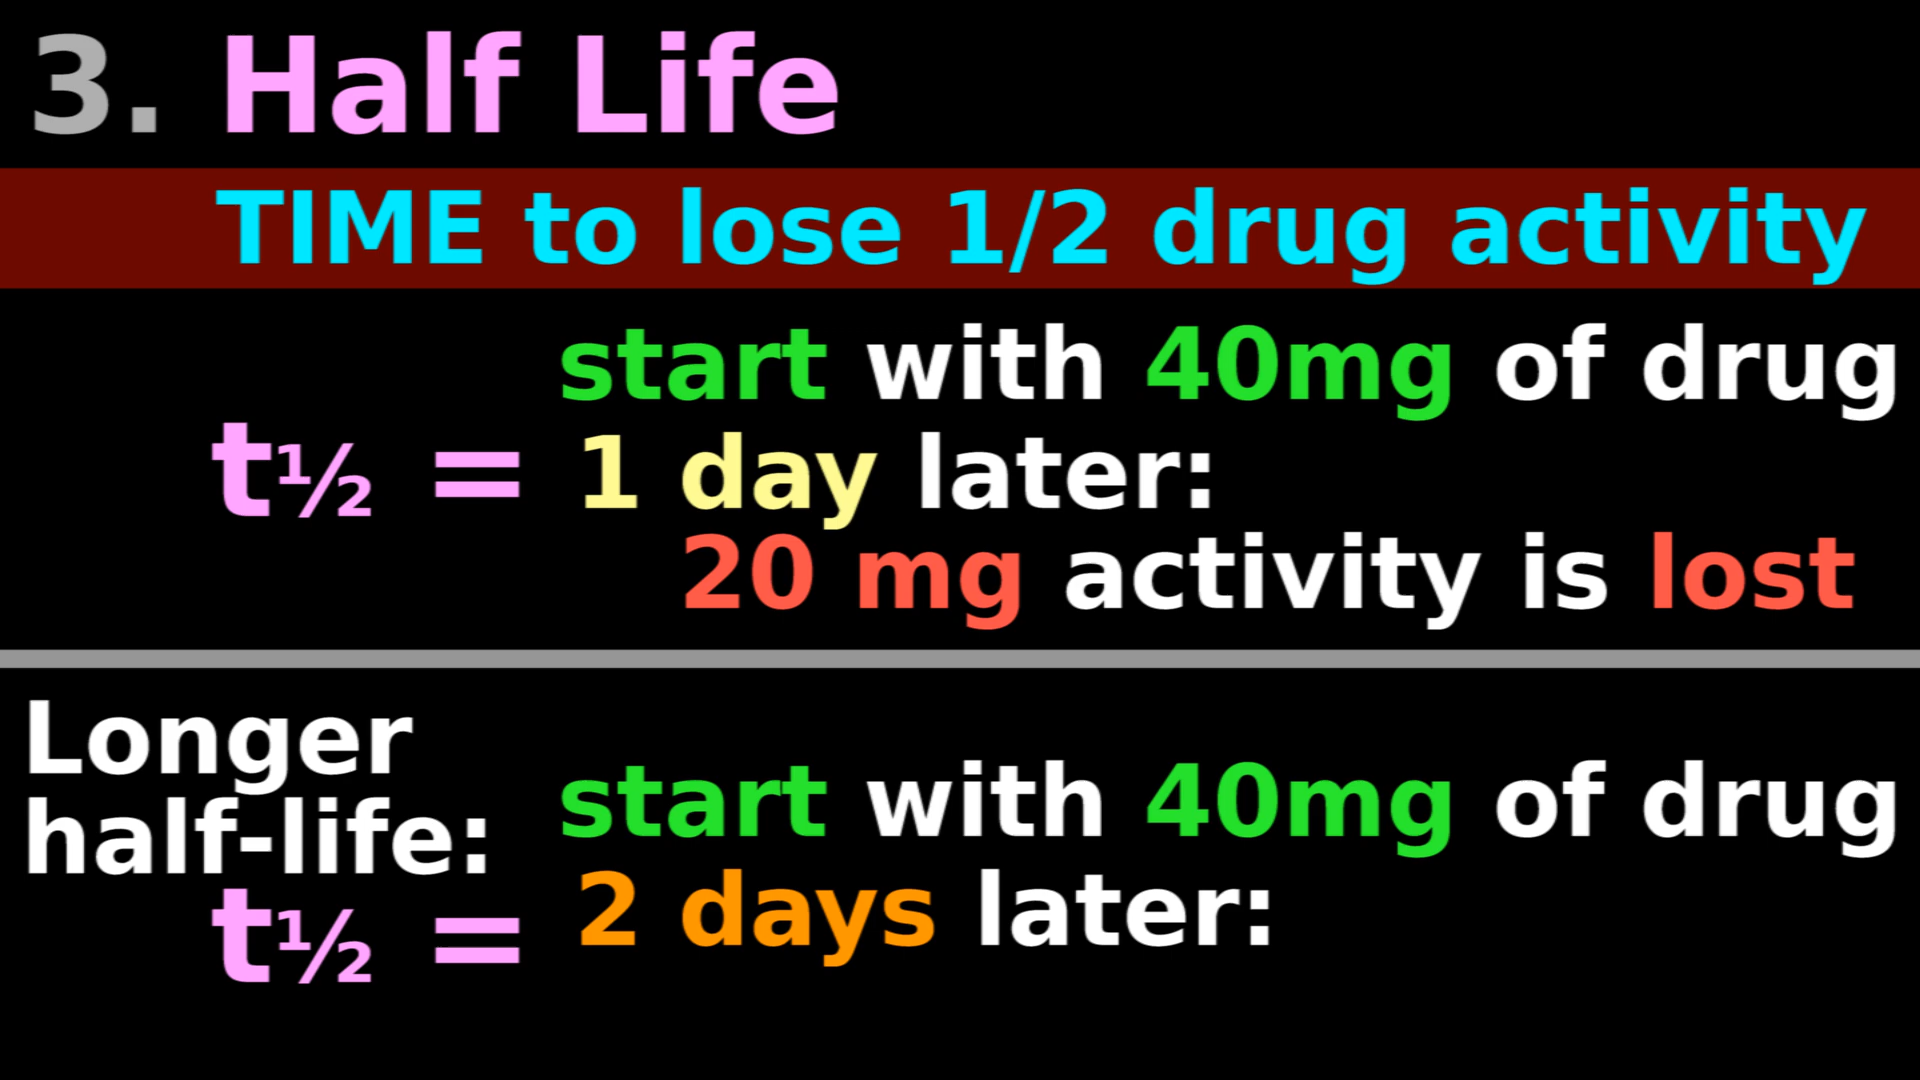 3. Half Life
TIME to lose 1/2 drug activity
start with 40mg of drug
t½ = 1 day later:
20 mg activity is lost
Longer
half-life:
start with 40mg of drug
t½ = 2 days later: